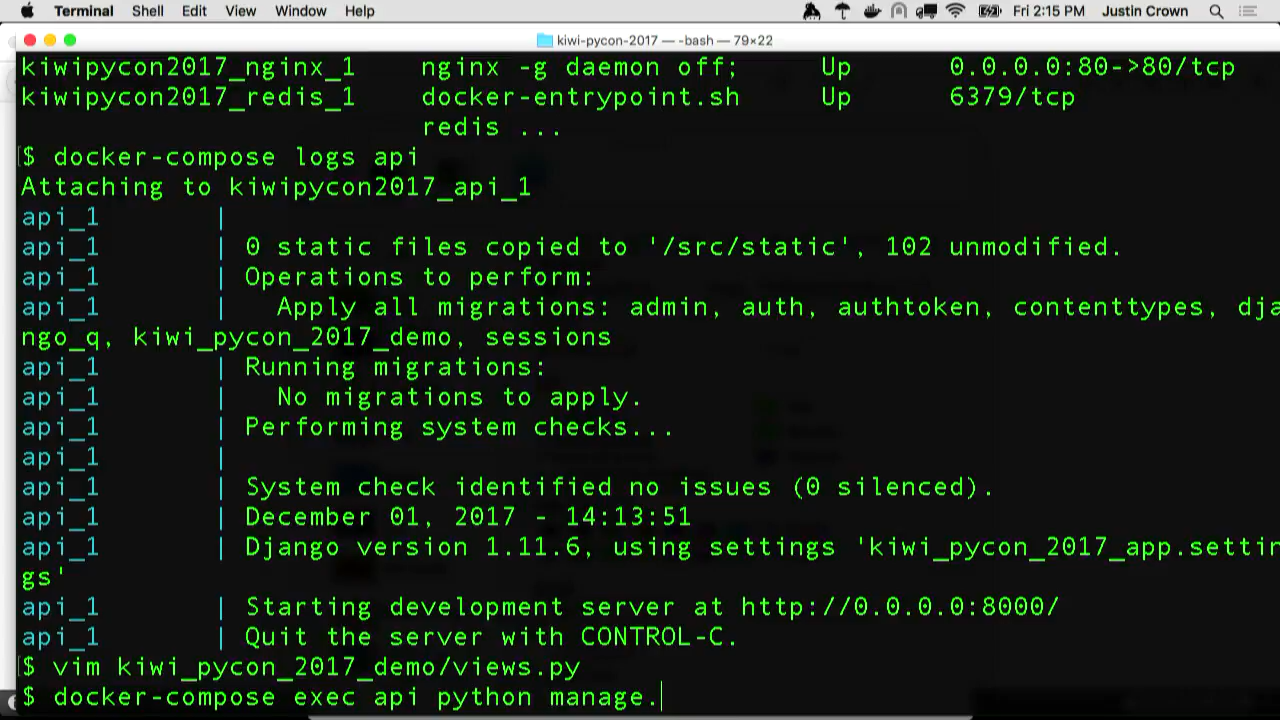 Terminal Shell Edit View Window Help Fri 2:15 PM Justin Crown
kiwi-pycon-2017 — -bash — 79×22
kiwipycon2017_nginx_1 nginx -g daemon off; Up 0.0.0.0:80->80/tcp
kiwipycon2017_redis_1 docker-entrypoint.sh Up 6379/tcp
redis ...
[$ docker-compose logs api
Attaching to kiwipycon2017_api_1
api_1 |
api_1 | 0 static files copied to '/src/static', 102 unmodified.
api_1 | Operations to perform:
api_1 | Apply all migrations: admin, auth, authtoken, contenttypes, dja
ngo_q, kiwi_pycon_2017_demo, sessions
api_1 | Running migrations:
api_1 | No migrations to apply.
api_1 | Performing system checks...
api_1 |
api_1 | System check identified no issues (0 silenced).
api_1 | December 01, 2017 - 14:13:51
api_1 | Django version 1.11.6, using settings 'kiwi_pycon_2017_app.settin
gs'
api_1 | Starting development server at http://0.0.0.0:8000/
api_1 | Quit the server with CONTROL-C.
[$ vim kiwi_pycon_2017_demo/views.py
$ docker-compose exec api python manage.